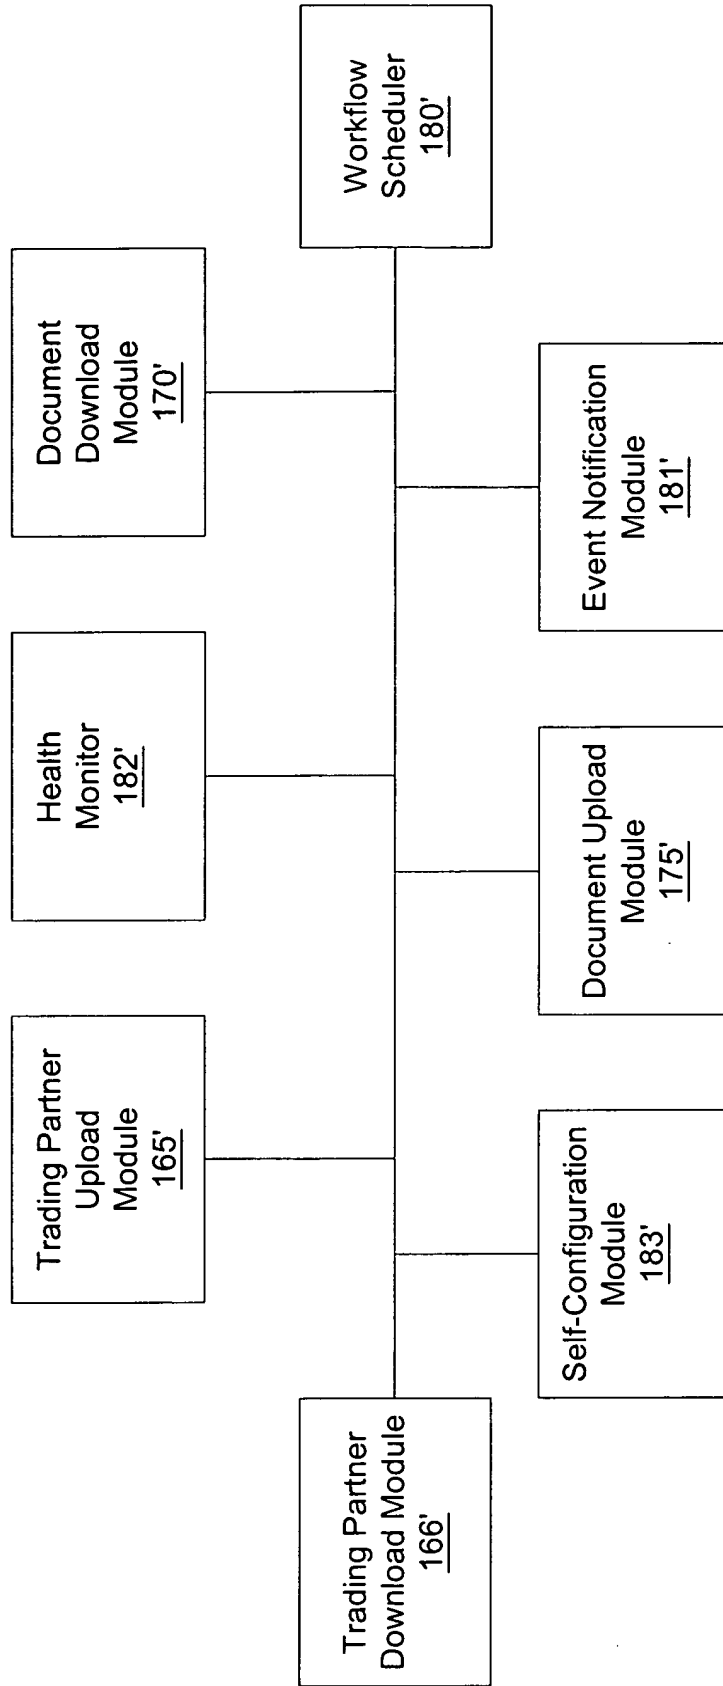 Trading Partner
Upload
Module
165'
Health
Monitor
182'
Document
Download
Module
170'
Trading Partner
Download Module
166'
Workflow
Scheduler
180'
Self-Configuration
Module
183'
Document Upload
Module
175'
Event Notification
Module
181'